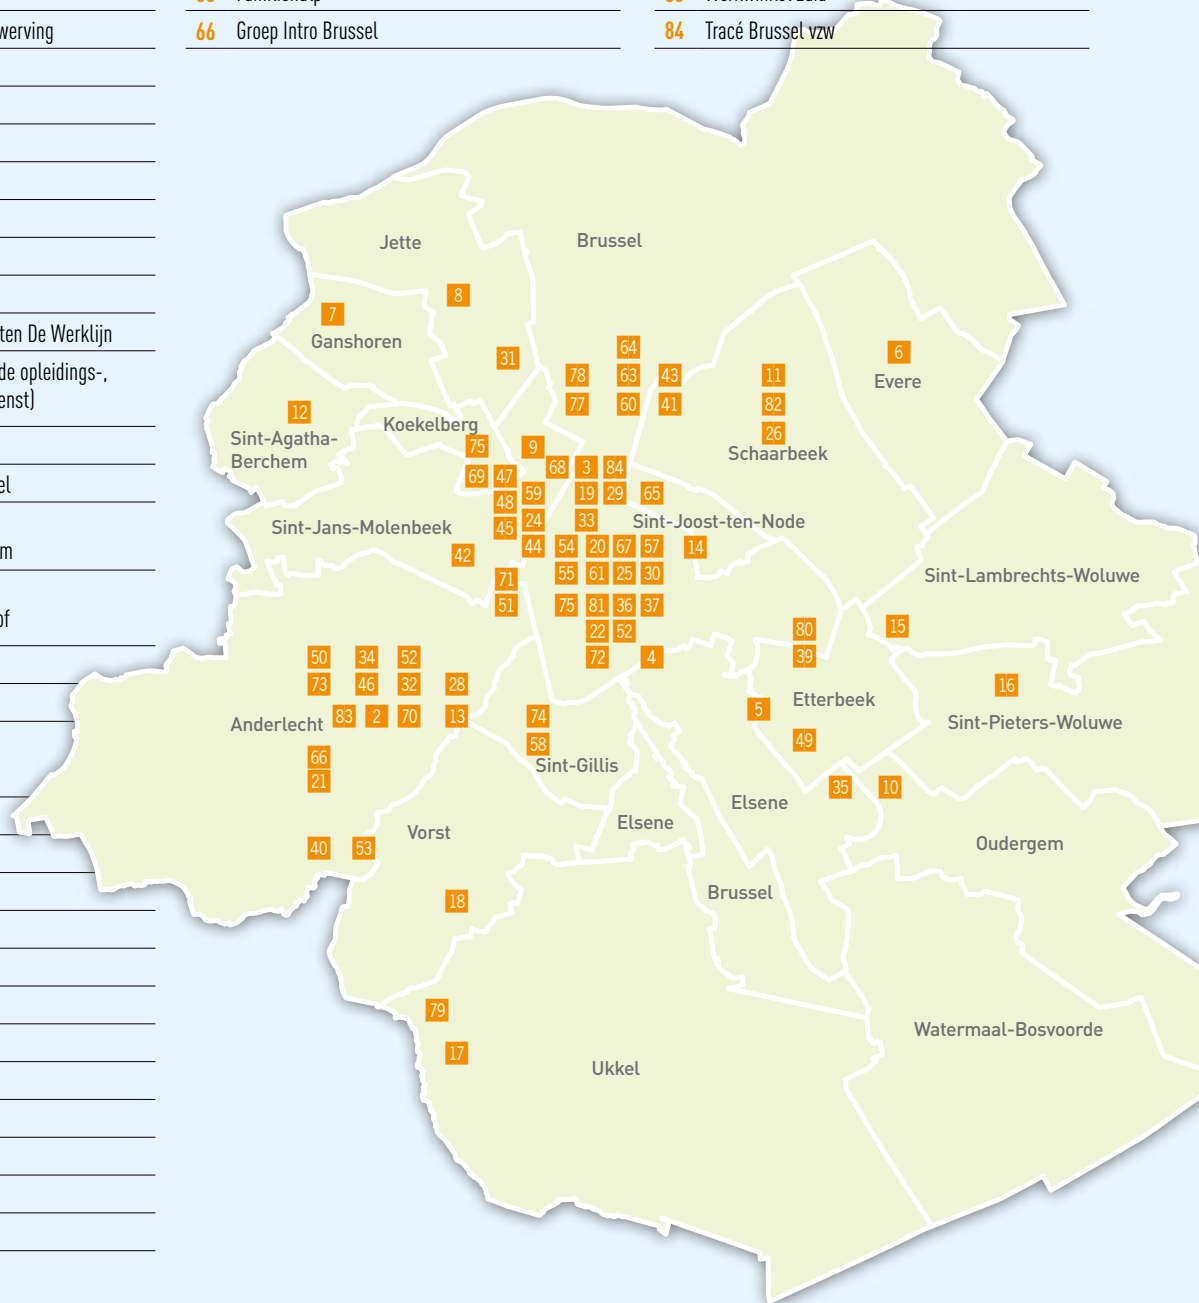 werving
66 Groep Intro Brussel
84 Tracé Brussel vzw
ten De Werklijn
de opleidings-,
enst)
el
m
of
Jette
Brussel
8
7
Ganshoren
31
64
6
78 63 43 11
Evere
77 60 41 82
12
Koekelberg
26
Sint-Agatha-
Berchem
75 9
Schaarbeek
68 3 84
69 47
59 19 29 65
48
24 33
Sint-Joost-ten-Node
Sint-Jans-Molenbeek
45
44 54 20 67 57 14
42
71 55 61 25 30
Sint-Lambrechts-Woluwe
51 75 81 36 37
22 52 80 15
50 34 52 72 4 39
73 46 32 28 16
Etterbeek
5
Anderlecht 83 2 70 13 74
Sint-Pieters-Woluwe
58 49
66
Sint-Gillis
21
35 10
Elsene
Vorst
Elsene
40 53
Oudergem
Brussel
18
79
Watermaal-Bosvoorde
17
Ukkel